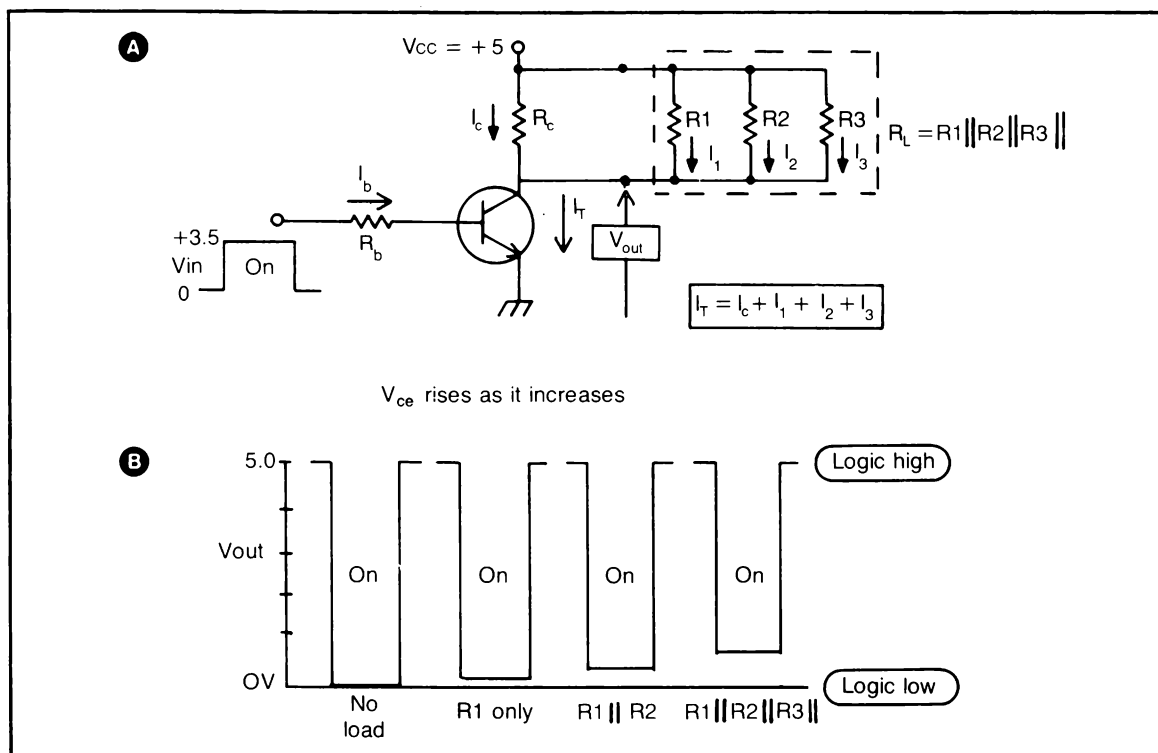 A
Vcc = +5
Ic
Rc
R1
R2
R3
I1
I2
I3
RL = R1||R2||R3||
Ib
Rb
IT
Vout
+3.5
Vin
0
On
IT = Ic + I1 + I2 + I3
Vce rises as it increases
B
5.0
Logic high
Vout
On
On
On
On
OV
Logic low
No load
R1 only
R1 || R2
R1||R2||R3||